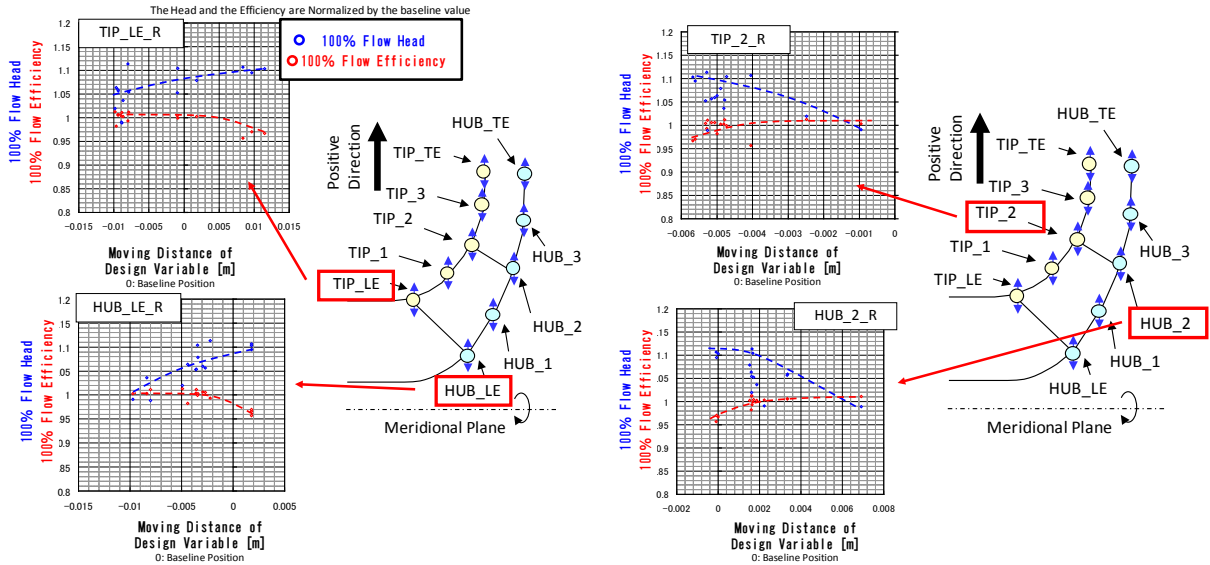 The Head and the Efficiency are Normalized by the baseline value
100% Flow Head
100% Flow Efficiency
TIP_LE_R
1.2
1.15
1.1
1.05
1
0.95
0.9
0.85
0.8
-0.015 -0.01 -0.005 0 0.005 0.01 0.015
100% Flow Head
100% Flow Efficiency
Moving Distance of
Design Variable [m]
0: Baseline Position
HUB_LE_R
1.2
1.15
1.1
1.05
1
0.95
0.9
0.85
0.8
-0.015 -0.01 -0.005 0 0.005
100% Flow Head
100% Flow Efficiency
Moving Distance of
Design Variable [m]
0: Baseline Position
Positive
Direction
HUB_TE
TIP_TE
TIP_3
TIP_2
TIP_1
TIP_LE
HUB_3
HUB_2
HUB_1
HUB_LE
Meridional Plane
TIP_2_R
1.2
1.15
1.1
1.05
1
0.95
0.9
0.85
0.8
-0.006 -0.005 -0.004 -0.003 -0.002 -0.001 0
100% Flow Head
100% Flow Efficiency
Moving Distance of
Design Variable [m]
0: Baseline Position
HUB_2_R
1.2
1.15
1.1
.05
1
.95
0.9
.85
0.8
-0.002 0 0.002 0.004 0.006 0.008
100% Flow Head
100% Flow Efficiency
Moving Distance of
Design Variable [m]
0: Baseline Position
Positive
Direction
HUB_TE
TIP_TE
TIP_3
TIP_2
TIP_1
TIP_LE
HUB_3
HUB_2
HUB_1
HUB_LE
Meridional Plane